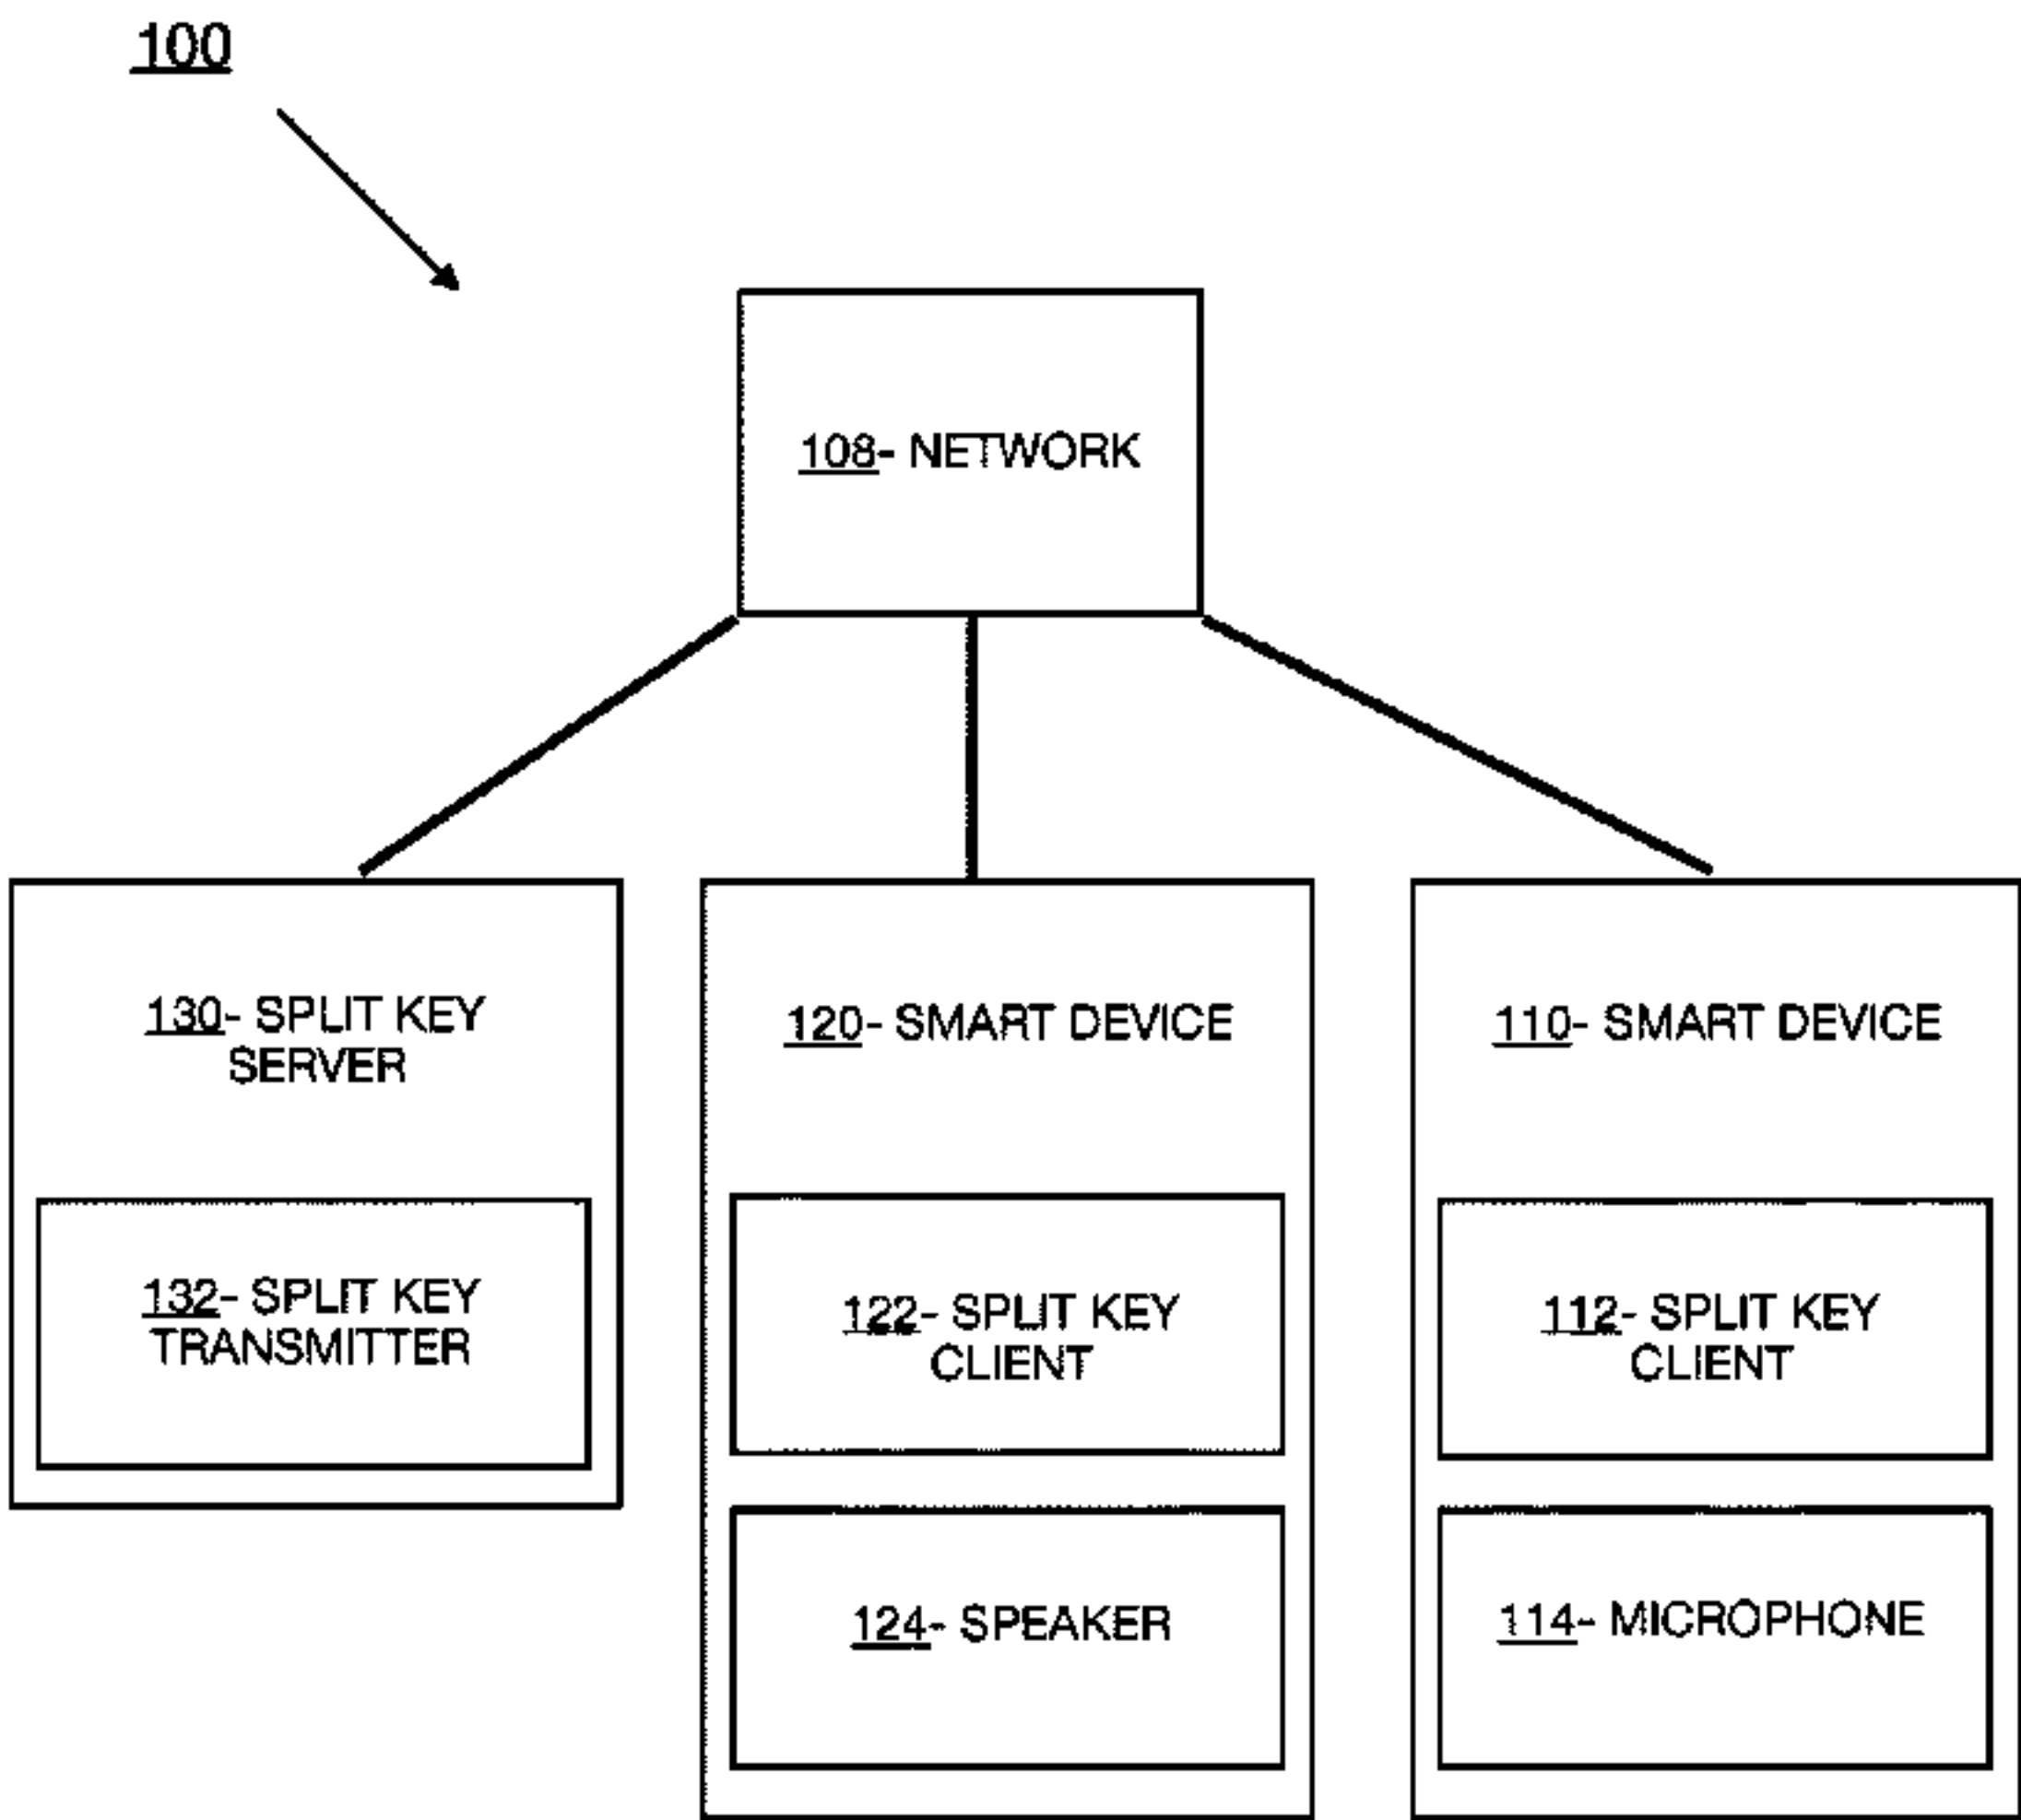 100
108- NETWORK
130- SPLIT KEY
SERVER
132- SPLIT KEY
TRANSMITTER
120- SMART DEVICE
122- SPLIT KEY
CLIENT
124- SPEAKER
110- SMART DEVICE
112- SPLIT KEY
CLIENT
114- MICROPHONE